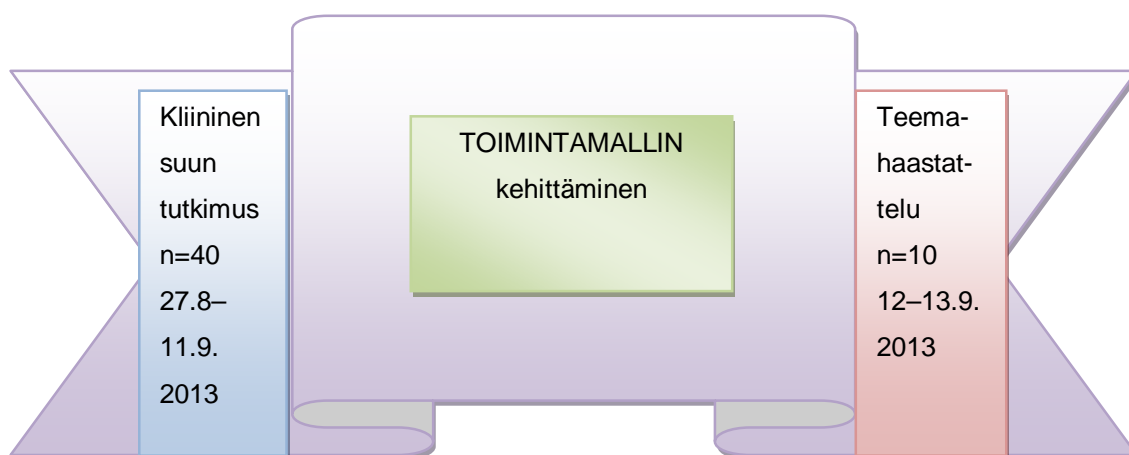 Kliininen
suun
tutkimus
n=40
27.8–
11.9.
2013
TOIMINTAMALLIN
kehittäminen
Teema-
haastat-
telu
n=10
12–13.9.
2013